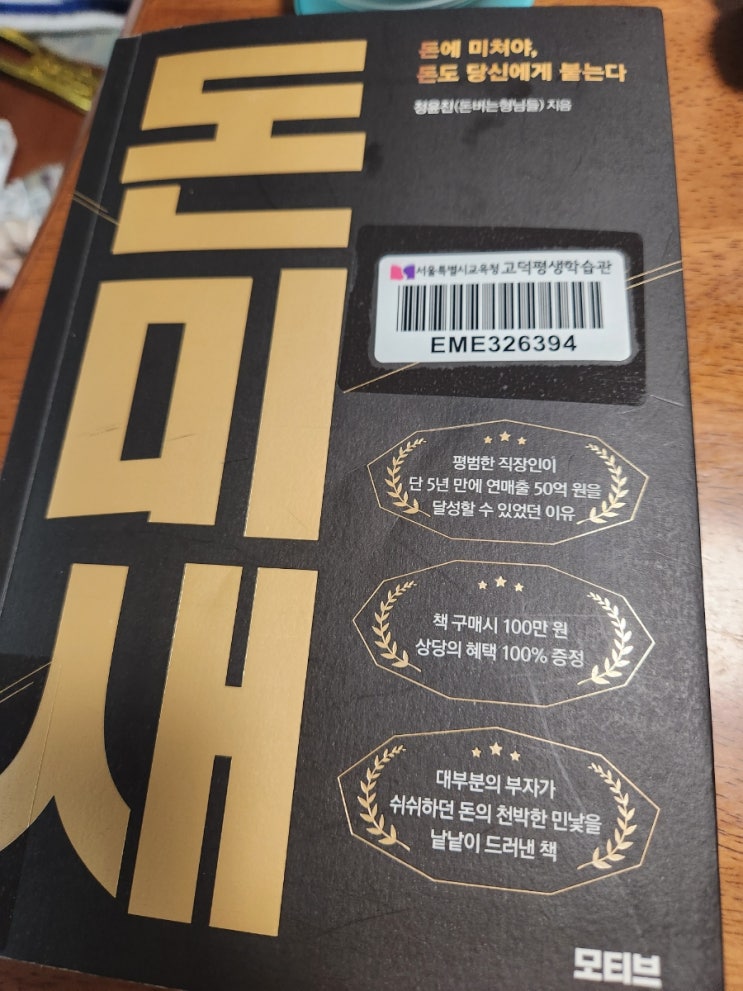 돈에 미쳐야,
돈도 당신에게 붙는다
정윤진(돈버는형님들) 지음
돈
미
새
서울특별시교육청고덕평생학습관
EME326394
평범한 직장인이
단 5년 만에 연매출 50억 원을
달성할 수 있었던 이유
책 구매시 100만 원
상당의 혜택 100% 증정
대부분의 부자가
쉬쉬하던 돈의 천박한 민낯을
낱낱이 드러낸 책
모티브